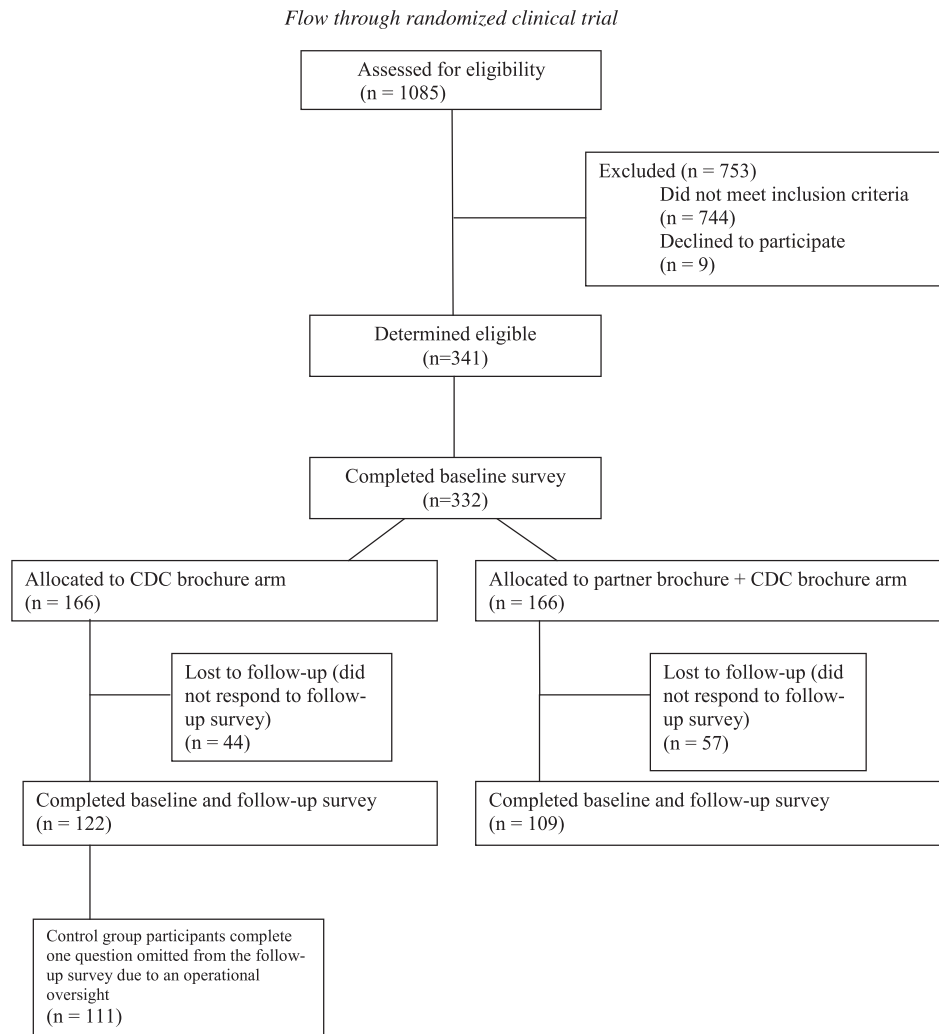 Flow through randomized clinical trial
Assessed for eligibility
(n = 1085)
Excluded (n = 753)
Did not meet inclusion criteria
(n = 744)
Declined to participate
(n = 9)
Determined eligible
(n=341)
Completed baseline survey
(n=332)
Allocated to CDC brochure arm
(n = 166)
Allocated to partner brochure + CDC brochure arm
(n = 166)
Lost to follow-up (did
not respond to follow-
up survey)
(n = 44)
Lost to follow-up (did
not respond to follow-
up survey)
(n = 57)
Completed baseline and follow-up survey
(n = 122)
Completed baseline and follow-up survey
(n = 109)
Control group participants complete
one question omitted from the follow-
up survey due to an operational
oversight
(n = 111)